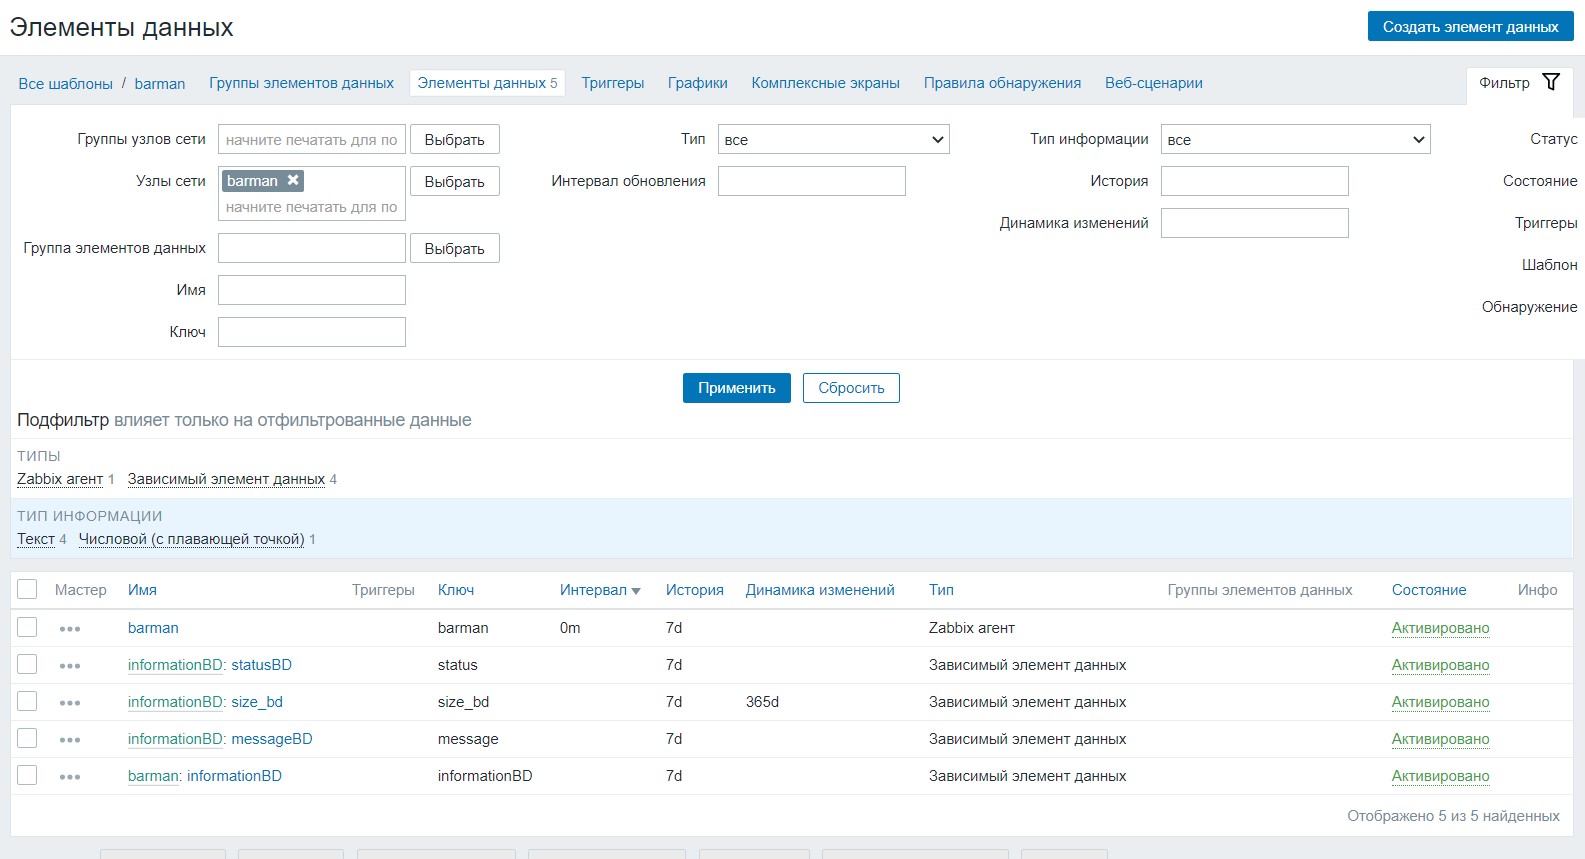 Элементы данных
Создать элемент данных
Все шаблоны / barman Группы элементов данных Элементы данных 5 Триггеры Графики Комплексные экраны Правила обнаружения Веб-сценарии Фильтр
Группы узлов сети начните печатать для по Выбрать Тип все Тип информации все Статус
Узлы сети barman Выбрать Интервал обновления История Состояние
начните печатать для по
Динамика изменений Триггеры
Группа элементов данных Выбрать
Шаблон
Имя
Обнаружение
Ключ
Применить Сбросить
Подфильтр влияет только на отфильтрованные данные
ТИПЫ
Zabbix агент 1 Зависимый элемент данных 4
ТИП ИНФОРМАЦИИ
Текст 4 Числовой (с плавающей точкой) 1
Мастер Имя Триггеры Ключ Интервал История Динамика изменений Тип Группы элементов данных Состояние Инфо
barman barman 0m 7d Zabbix агент Активировано
informationBD: statusBD status 7d Зависимый элемент данных Активировано
informationBD: size_bd size_bd 7d 365d Зависимый элемент данных Активировано
informationBD: messageBD message 7d Зависимый элемент данных Активировано
barman: informationBD informationBD 7d Зависимый элемент данных Активировано
Отображено 5 из 5 найденных